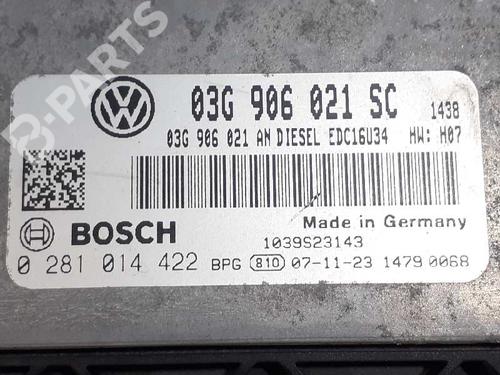 B-PARTS
03G 906 021 SC 1438
03G 906 021 AN DIESEL EDC16U34 HW: H07
BOSCH
Made in Germany
1039S23143
0 281 014 422 BPG 810 07-11-23 1479 0068